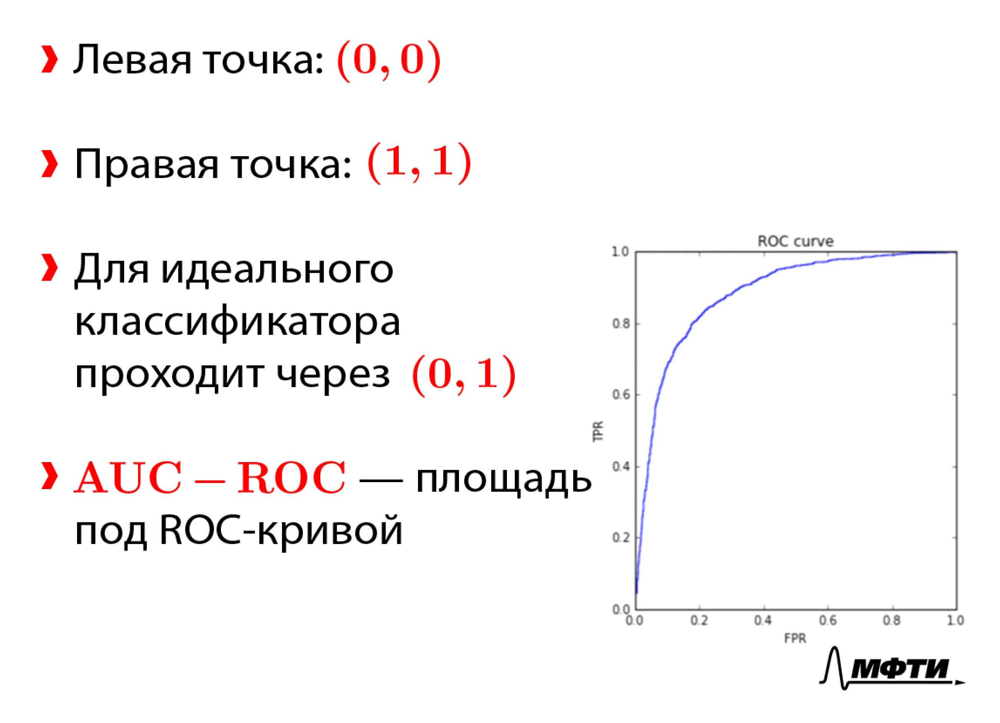 Левая точка: (0, 0)
Правая точка: (1, 1)
Для идеального
классификатора
проходит через (0, 1)
AUC – ROC — площадь
под ROC-кривой
ROC curve
1.0
0.8
0.6
0.4
0.2
0.0
TPR
0.0 0.2 0.4 0.6 0.8 1.0
FPR
МФТИ